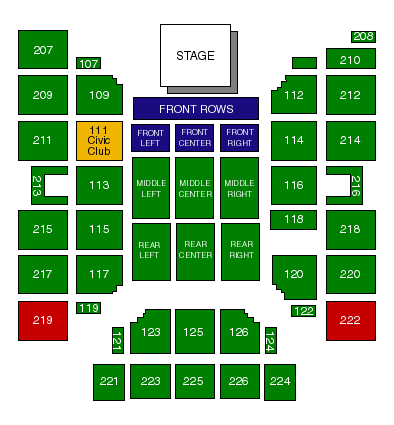 208
207
STAGE
210
107
209
109
112
212
FRONT ROWS
211
111
Civic
Club
FRONT
LEFT
FRONT
CENTER
FRONT
RIGHT
114
214
213
113
MIDDLE
LEFT
MIDDLE
CENTER
MIDDLE
RIGHT
116
216
215
115
118
218
REAR
LEFT
REAR
CENTER
REAR
RIGHT
217
117
120
220
219
119
122
222
121
123
125
126
124
221
223
225
226
224